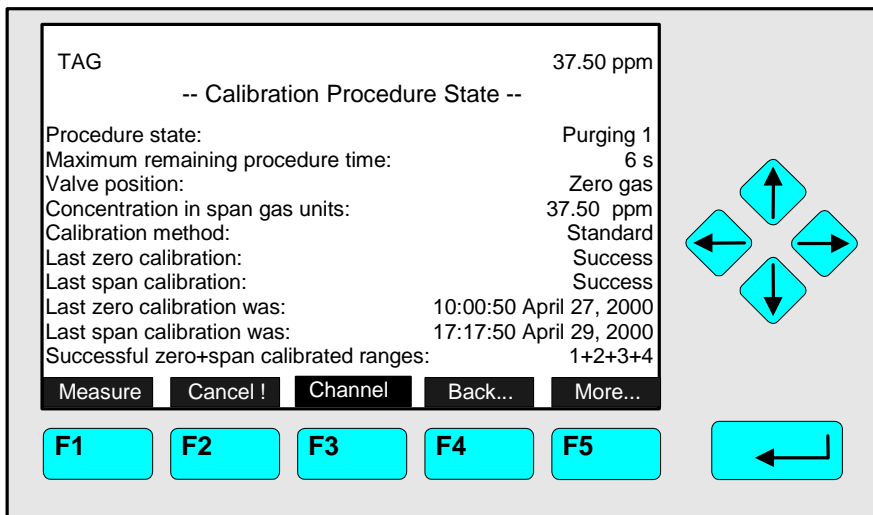 TAG 37.50 ppm
-- Calibration Procedure State --
Procedure state: Purging 1
Maximum remaining procedure time: 6 s
Valve position: Zero gas
Concentration in span gas units: 37.50 ppm
Calibration method: Standard
Last zero calibration: Success
Last span calibration: Success
Last zero calibration was: 10:00:50 April 27, 2000
Last span calibration was: 17:17:50 April 29, 2000
Successful zero+span calibrated ranges: 1+2+3+4
Measure Cancel ! Channel Back... More...
F1 F2 F3 F4 F5